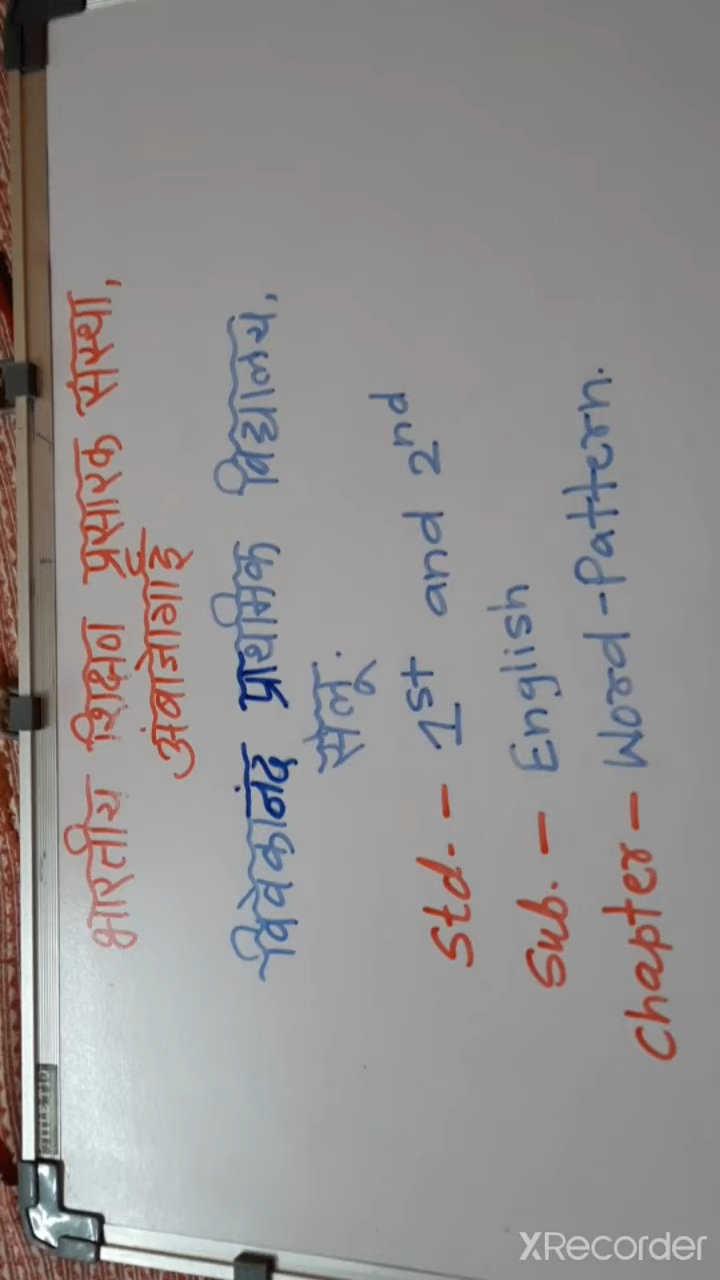 भारतीय शिक्षण प्रसारक संस्था,
अंबाजोगाई
विवेकानंद प्राथमिक विद्यालय,
सेलू.
Std. - 1st and 2nd
Sub. - English
Chapter - Word-Pattern.
XRecorder